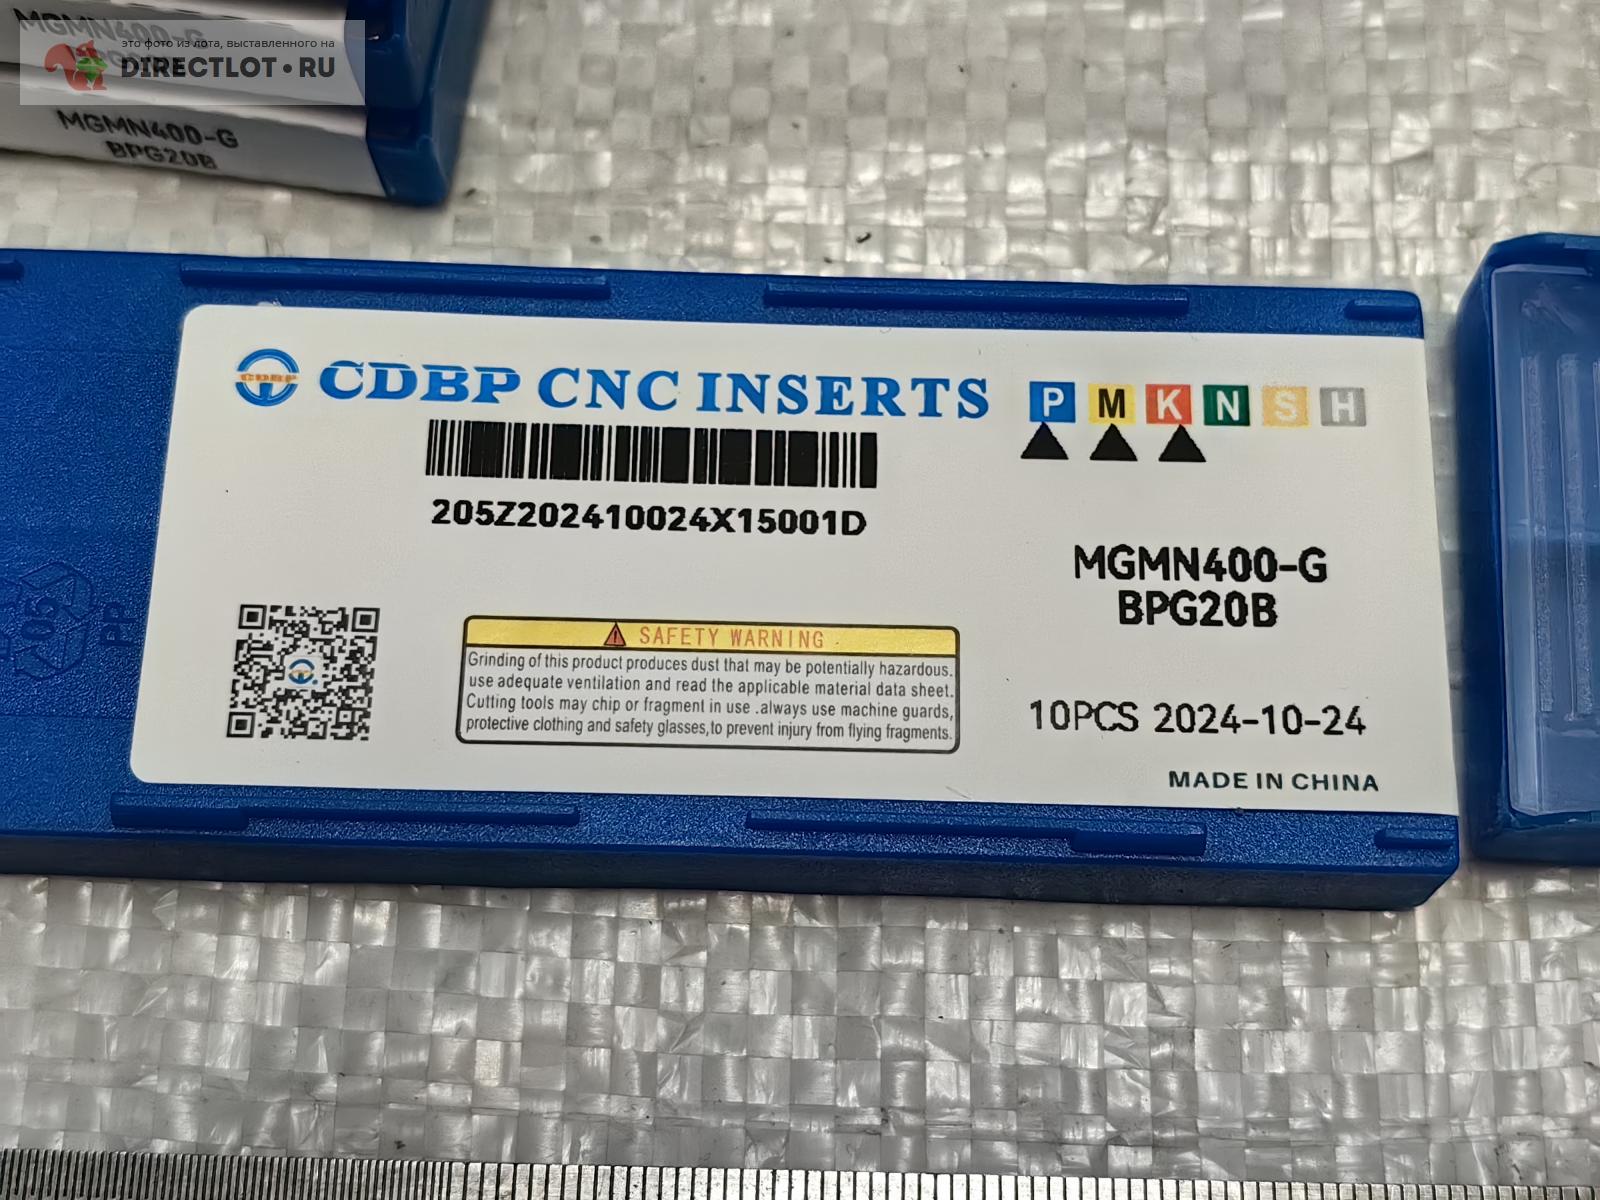 MGMN400-G
это фото из лота, выставленного на
DIRECTLOT•RU
MGMN400-G
BPG20B
CDBP
CDBP CNC INSERTS
P M K N S H
205Z202410024X15001D
MGMN400-G
BPG20B
SAFETY WARNING
Grinding of this product produces dust that may be potentially hazardous.
use adequate ventilation and read the applicable material data sheet.
Cutting tools may chip or fragment in use .always use machine guards,
protective clothing and safety glasses,to prevent injury from flying fragments.
10PCS 2024-10-24
MADE IN CHINA
05
PP